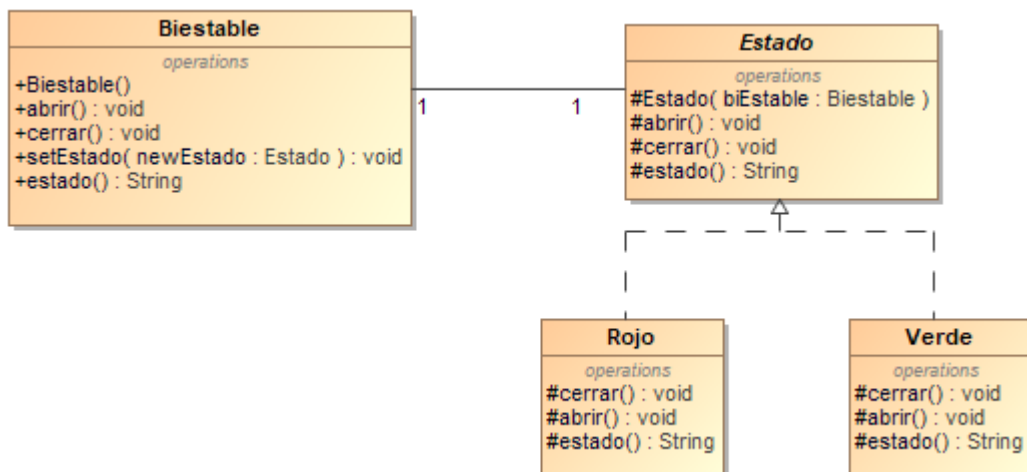 Biestable
operations
+Biestable()
+abrir() : void
+cerrar() : void
+setEstado( newEstado : Estado ) : void
+estado() : String
1
1
Estado
operations
#Estado( biEstable : Biestable )
#abrir() : void
#cerrar() : void
#estado() : String
Rojo
operations
#cerrar() : void
#abrir() : void
#estado() : String
Verde
operations
#cerrar() : void
#abrir() : void
#estado() : String